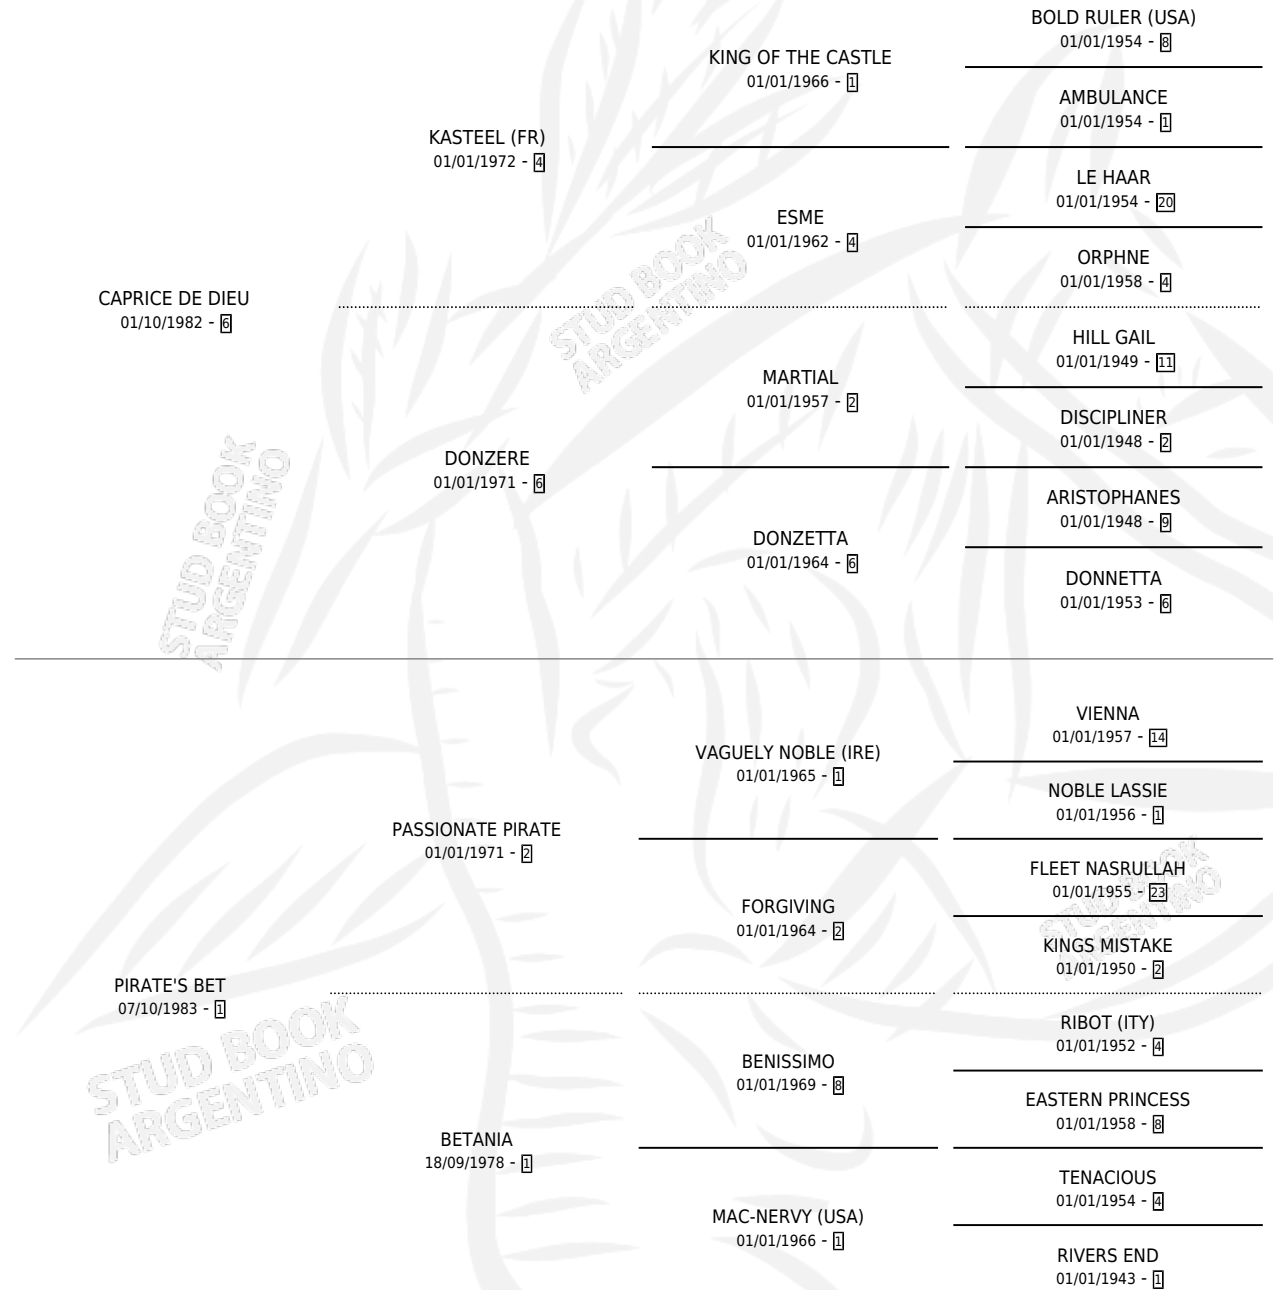 CAPRICE DE DIEU
01/10/1982 - 6
KASTEEL (FR)
01/01/1972 - 4
DONZERE
01/01/1971 - 6
KING OF THE CASTLE
01/01/1966 - 1
ESME
01/01/1962 - 4
MARTIAL
01/01/1957 - 2
DONZETTA
01/01/1964 - 6
BOLD RULER (USA)
01/01/1954 - 8
AMBULANCE
01/01/1954 - 1
LE HAAR
01/01/1954 - 20
ORPHNE
01/01/1958 - 4
HILL GAIL
01/01/1949 - 11
DISCIPLINER
01/01/1948 - 2
ARISTOPHANES
01/01/1948 - 9
DONNETTA
01/01/1953 - 6
STUD BOOK
ARGENTINO
STUD BOOK
ARGENTINO
PIRATE'S BET
07/10/1983 - 1
PASSIONATE PIRATE
01/01/1971 - 2
BETANIA
18/09/1978 - 1
VAGUELY NOBLE (IRE)
01/01/1965 - 1
FORGIVING
01/01/1964 - 2
BENISSIMO
01/01/1969 - 8
MAC-NERVY (USA)
01/01/1966 - 1
VIENNA
01/01/1957 - 14
NOBLE LASSIE
01/01/1956 - 1
FLEET NASRULLAH
01/01/1955 - 23
KINGS MISTAKE
01/01/1950 - 2
RIBOT (ITY)
01/01/1952 - 4
EASTERN PRINCESS
01/01/1958 - 8
TENACIOUS
01/01/1954 - 4
RIVERS END
01/01/1943 - 1
STUD BOOK
ARGENTINO
STUD BOOK
ARGENTINO